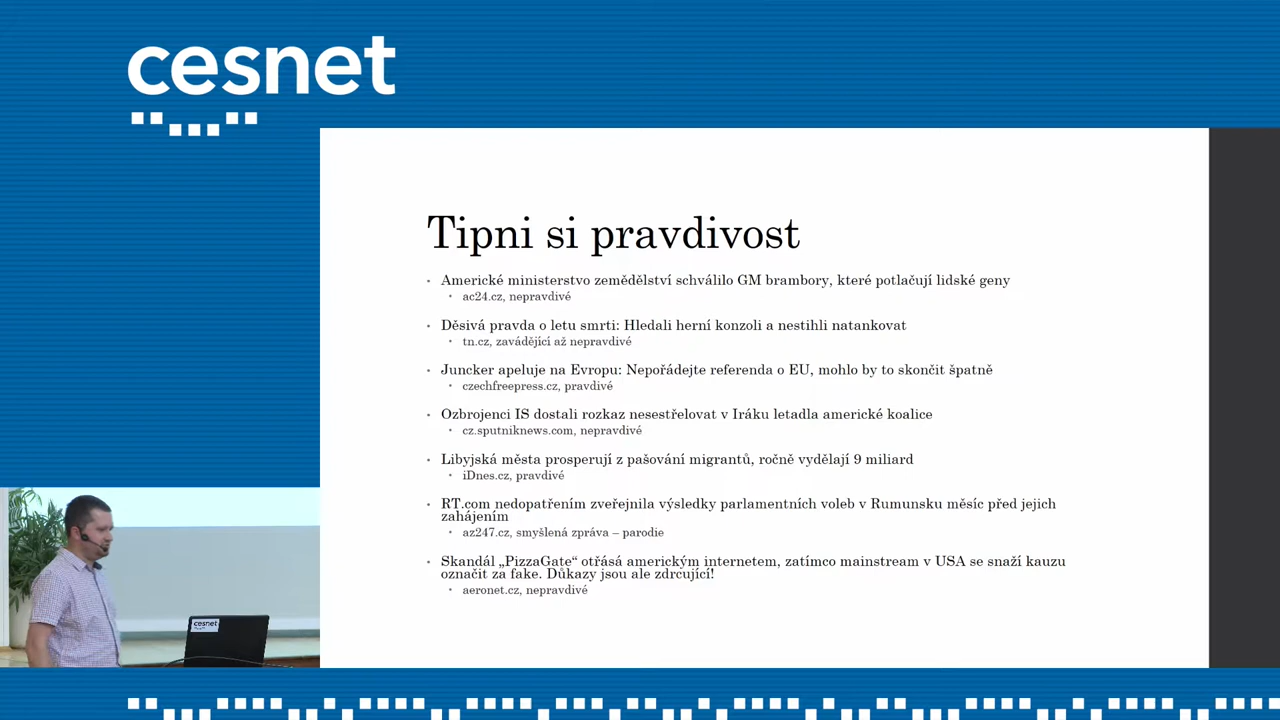 cesnet
Tipni si pravdivost
Americké ministerstvo zemědělství schválilo GM brambory, které potlačují lidské geny
ac24.cz, nepravdivé
Děsivá pravda o letu smrti: Hledali herní konzoli a nestihli natankovat
tn.cz, zavádějící až nepravdivé
Juncker apeluje na Evropu: Nepořádejte referenda o EU, mohlo by to skončit špatně
czechfreepress.cz, pravdivé
Ozbrojenci IS dostali rozkaz nesestřelovat v Iráku letadla americké koalice
cz.sputniknews.com, nepravdivé
Libyjská města prosperují z pašování migrantů, ročně vydělají 9 miliard
iDnes.cz, pravdivé
RT.com nedopatřením zveřejnila výsledky parlamentních voleb v Rumunsku měsíc před jejich
zahájením
az247.cz, smyšlená zpráva – parodie
Skandál „PizzaGate“ otřásá americkým internetem, zatímco mainstream v USA se snaží kauzu
označit za fake. Důkazy jsou ale zdrcující!
aeronet.cz, nepravdivé
cesnet